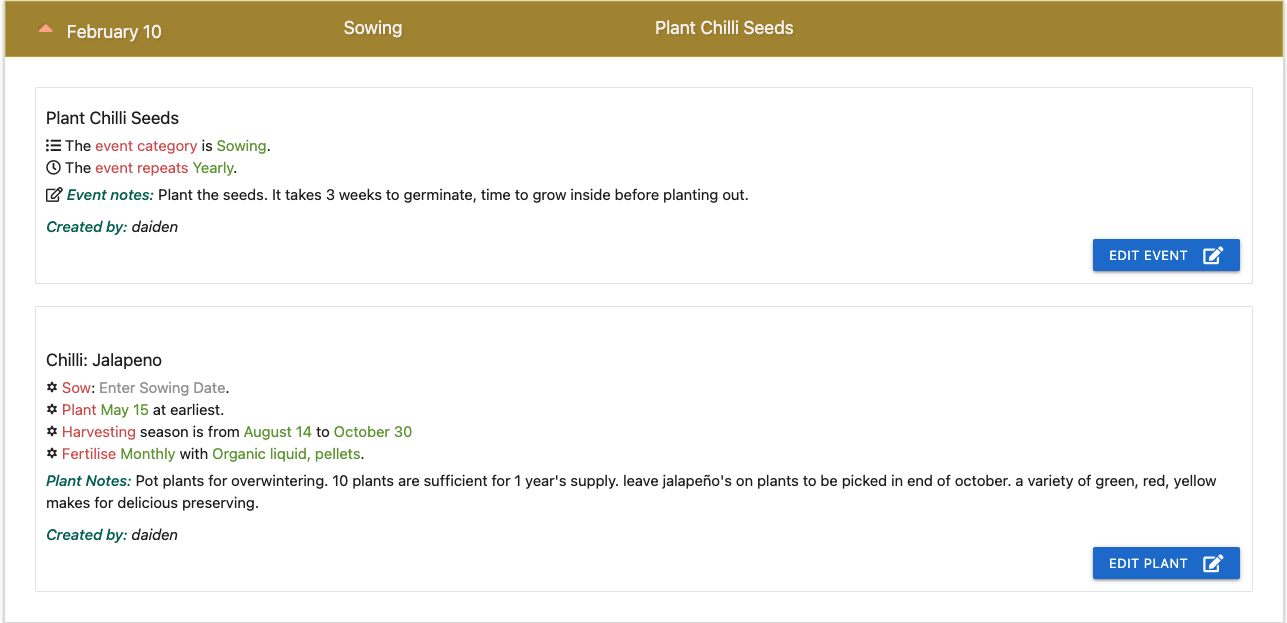 February 10 Sowing Plant Chilli Seeds
Plant Chilli Seeds
The event category is Sowing.
The event repeats Yearly.
Event notes: Plant the seeds. It takes 3 weeks to germinate, time to grow inside before planting out.
Created by: daiden
EDIT EVENT
Chilli: Jalapeno
Sow: Enter Sowing Date.
Plant May 15 at earliest.
Harvesting season is from August 14 to October 30
Fertilise Monthly with Organic liquid, pellets.
Plant Notes: Pot plants for overwintering. 10 plants are sufficient for 1 year's supply. leave jalapeño's on plants to be picked in end of october. a variety of green, red, yellow
makes for delicious preserving.
Created by: daiden
EDIT PLANT